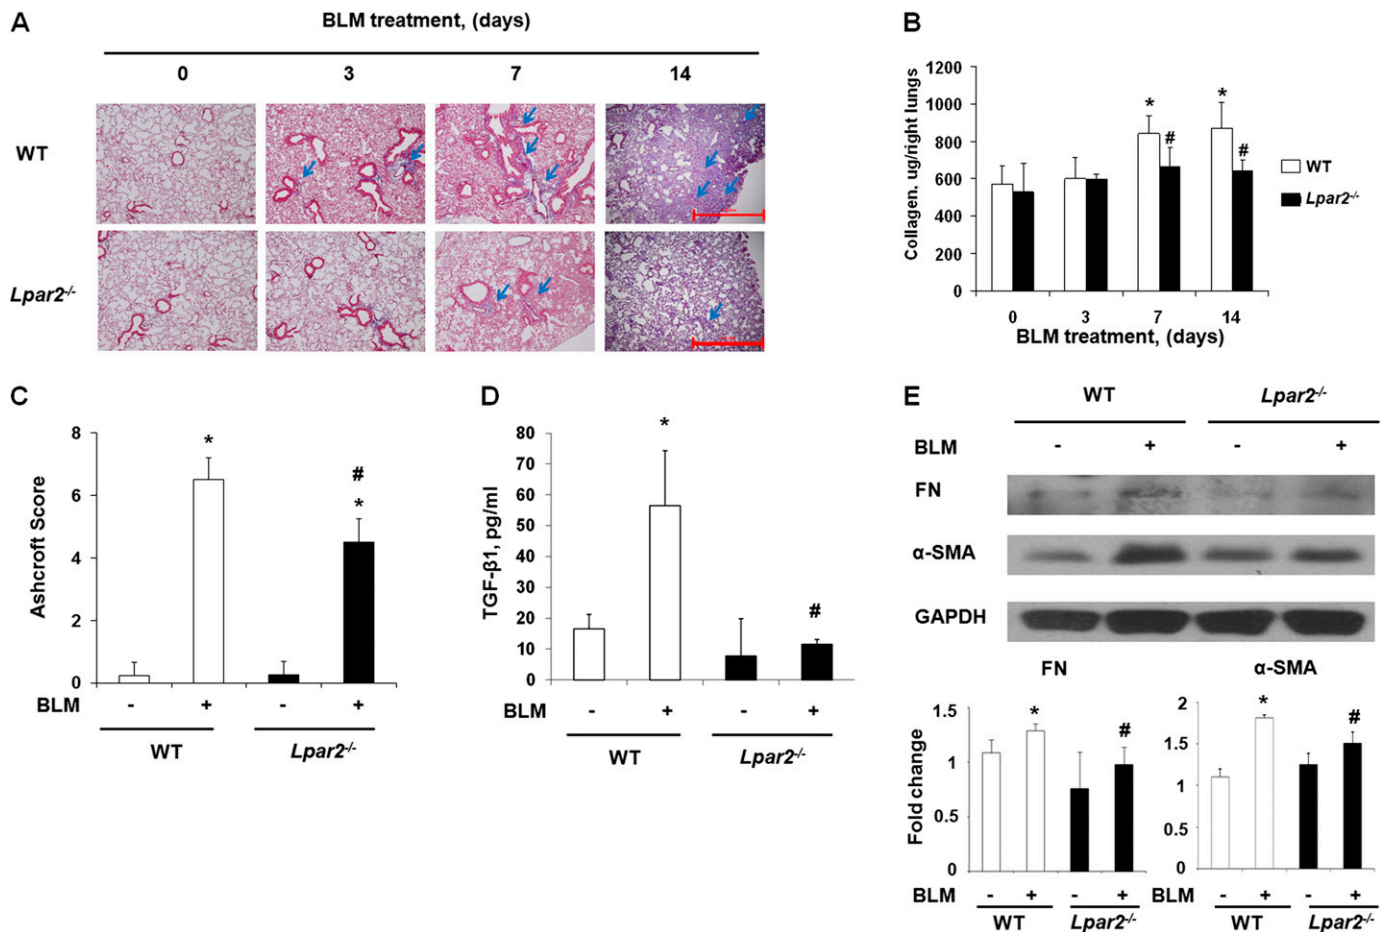 A
BLM treatment, (days)
0 3 7 14
WT
Lpar2-/-
B
Collagen. ug/right lungs
1200
1000
800
600
400
200
0
* *
# #
0 3 7 14
BLM treatment, (days)
WT
Lpar2-/-
C
Ashcroft Score
8
6
4
2
0
*
#
*
BLM - + - +
WT Lpar2-/-
D
TGF-β1, pg/ml
80
70
60
50
40
30
20
10
0
*
#
BLM - + - +
WT Lpar2-/-
E
WT Lpar2-/-
BLM - + - +
FN
α-SMA
GAPDH
FN
Fold change
1.5
1
0.5
0
*
#
BLM - + - +
WT Lpar2-/-
α-SMA
2
1.5
1
1.5
0
*
#
BLM - + - +
WT Lpar2-/-